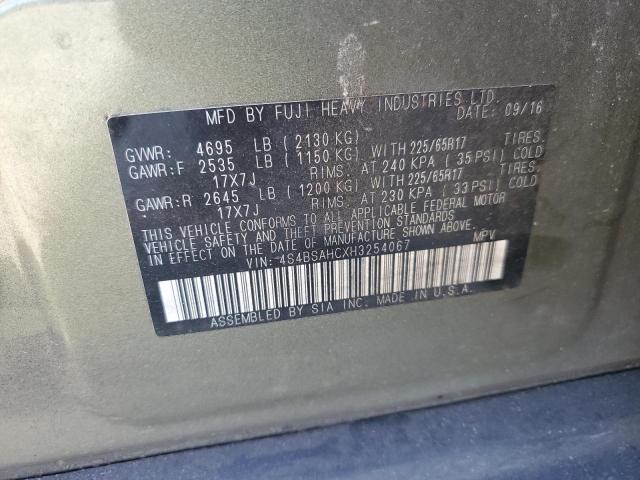 MFD BY FUJI HEAVY INDUSTRIES LTD.
DATE: 09/16
GVWR: 4695 LB (2130 KG)
GAWR:F 2535 LB (1150 KG) WITH 225/65R17 TIRES.
17X7J RIMS. AT 240 KPA (35 PSI) COLD
GAWR:R 2645 LB (1200 KG) WITH 225/65R17 TIRES.
17X7J RIMS. AT 230 KPA (33 PSI) COLD
THIS VEHICLE CONFORMS TO ALL APPLICABLE FEDERAL MOTOR
VEHICLE SAFETY AND THEFT PREVENTION STANDARDS
IN EFFECT ON THE DATE OF MANUFACTURE SHOWN ABOVE.
VIN:-4S4BSAHCXH3254067 MPV
ASSEMBLED BY SIA INC. MADE IN U.S.A.